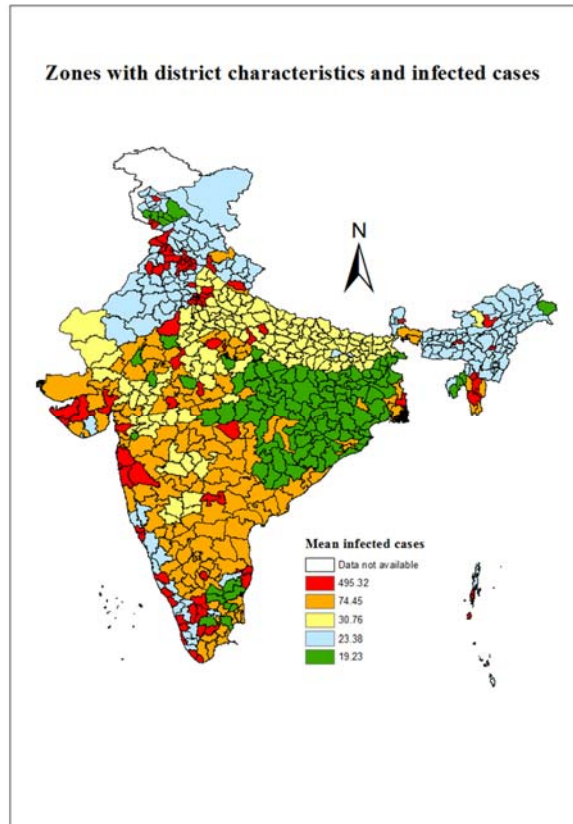 Zones with district characteristics and infected cases
N
Mean infected cases
Data not available
495.32
74.45
30.76
23.38
19.23